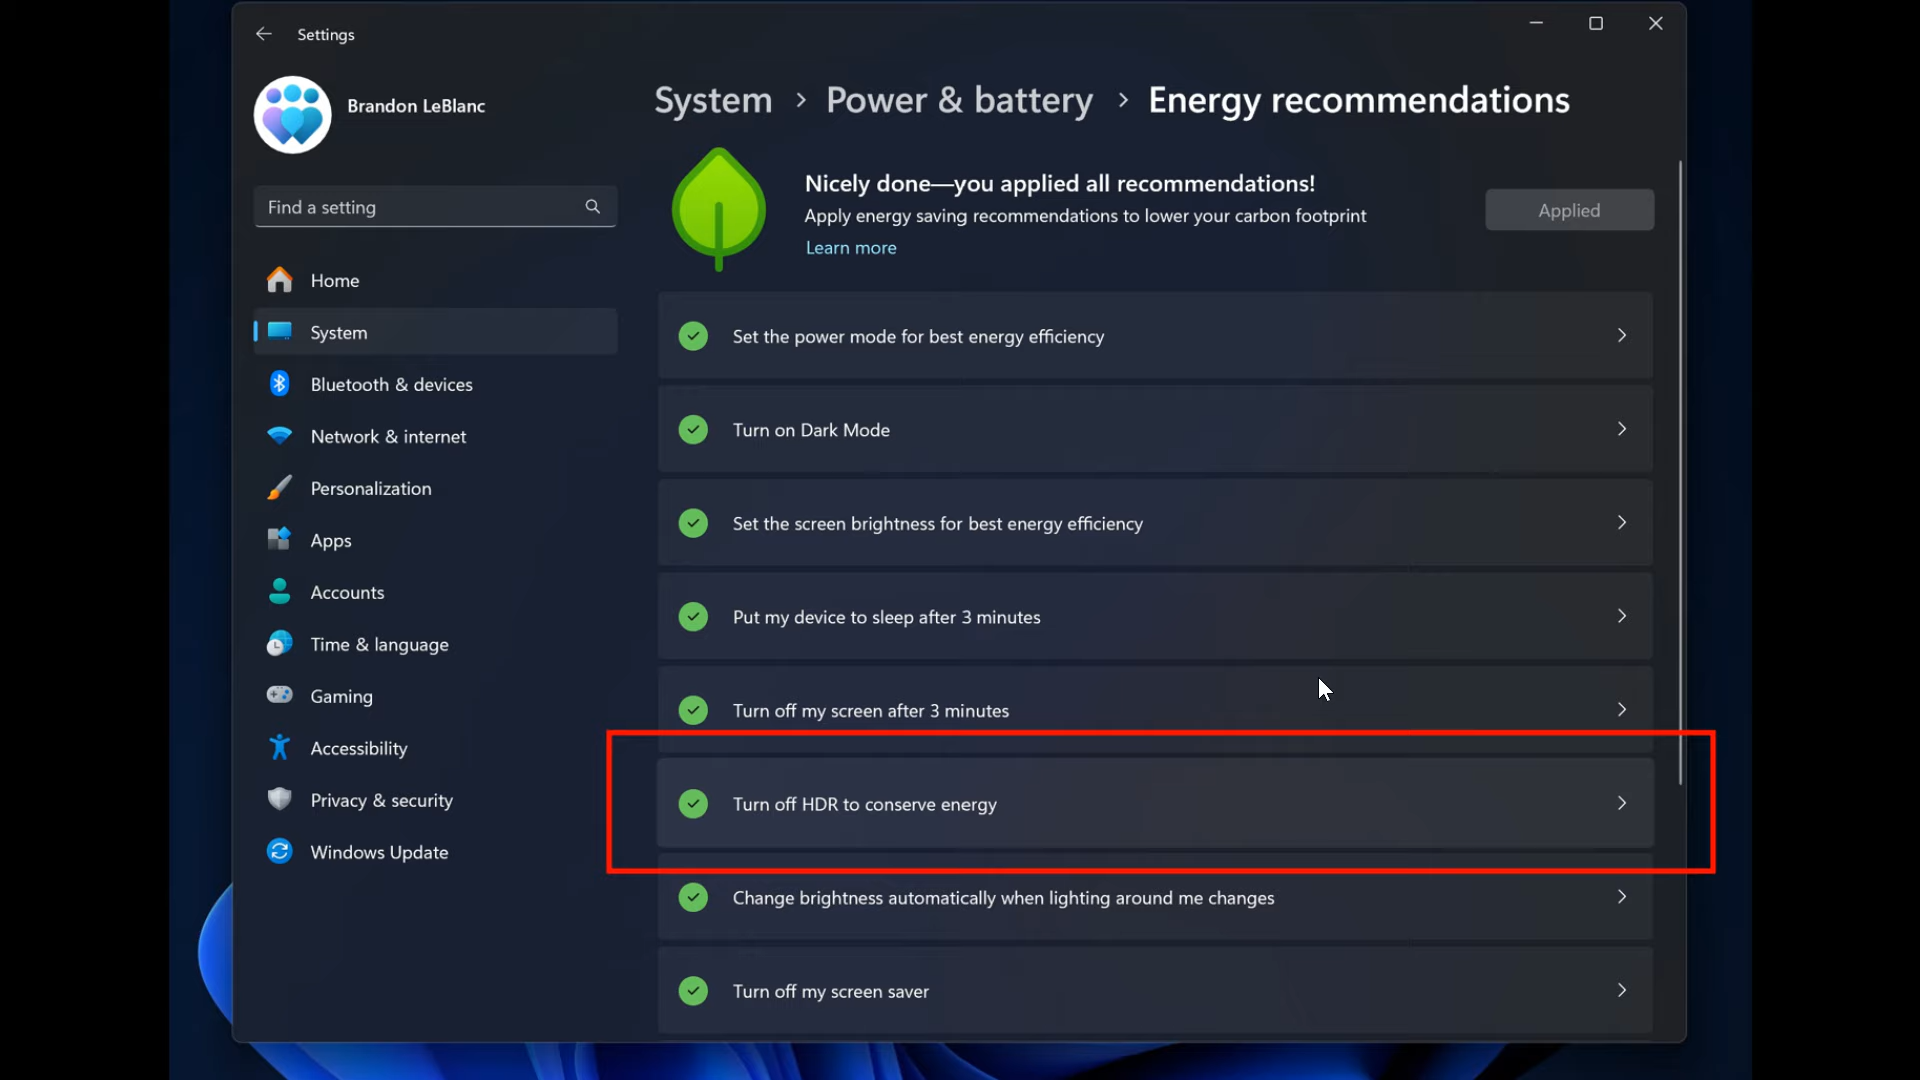 Settings
Brandon LeBlanc
Find a setting
Home
System
Bluetooth & devices
Network & internet
Personalization
Apps
Accounts
Time & language
Gaming
Accessibility
Privacy & security
Windows Update
System > Power & battery > Energy recommendations
Nicely done—you applied all recommendations!
Apply energy saving recommendations to lower your carbon footprint
Learn more
Applied
Set the power mode for best energy efficiency
Turn on Dark Mode
Set the screen brightness for best energy efficiency
Put my device to sleep after 3 minutes
Turn off my screen after 3 minutes
Turn off HDR to conserve energy
Change brightness automatically when lighting around me changes
Turn off my screen saver